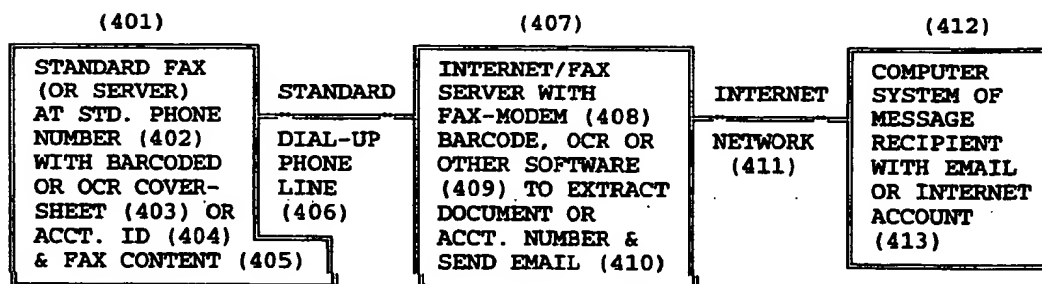 (401)
STANDARD FAX
(OR SERVER)
AT STD. PHONE
NUMBER (402)
WITH BARCODED
OR OCR COVER-
SHEET (403) OR
ACCT. ID (404)
& FAX CONTENT (405)
STANDARD
DIAL-UP
PHONE
LINE
(406)
(407)
INTERNET/FAX
SERVER WITH
FAX-MODEM (408)
BARCODE, OCR OR
OTHER SOFTWARE
(409) TO EXTRACT
DOCUMENT OR
ACCT. NUMBER &
SEND EMAIL (410)
INTERNET
NETWORK
(411)
(412)
COMPUTER
SYSTEM OF
MESSAGE
RECIPIENT
WITH EMAIL
OR INTERNET
ACCOUNT
(413)